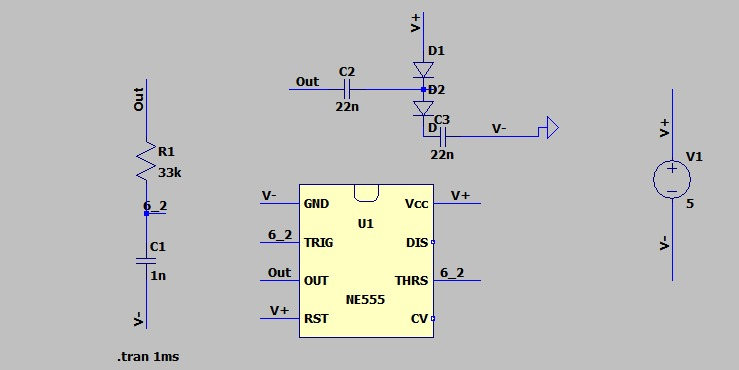 V+
D1
Out
C2
22n
D2
D
C3
22n
V-
Out
R1
33k
6_2
C1
1n
V-
V+
V1
5
V-
V-
GND
Vcc
V+
U1
6_2
TRIG
DIS
Out
OUT
THRS
6_2
NE555
V+
RST
CV
.tran 1ms